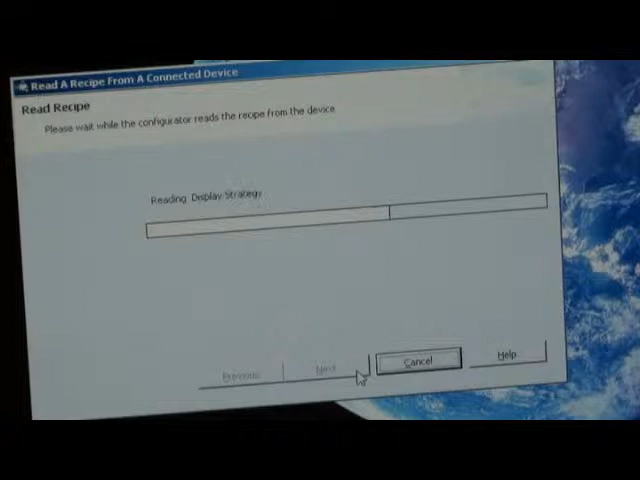 Read A Recipe From A Connected Device
Read Recipe
Please wait while the configurator reads the recipe from the device
Reading Display Strategy
Previous
Next
Cancel
Help